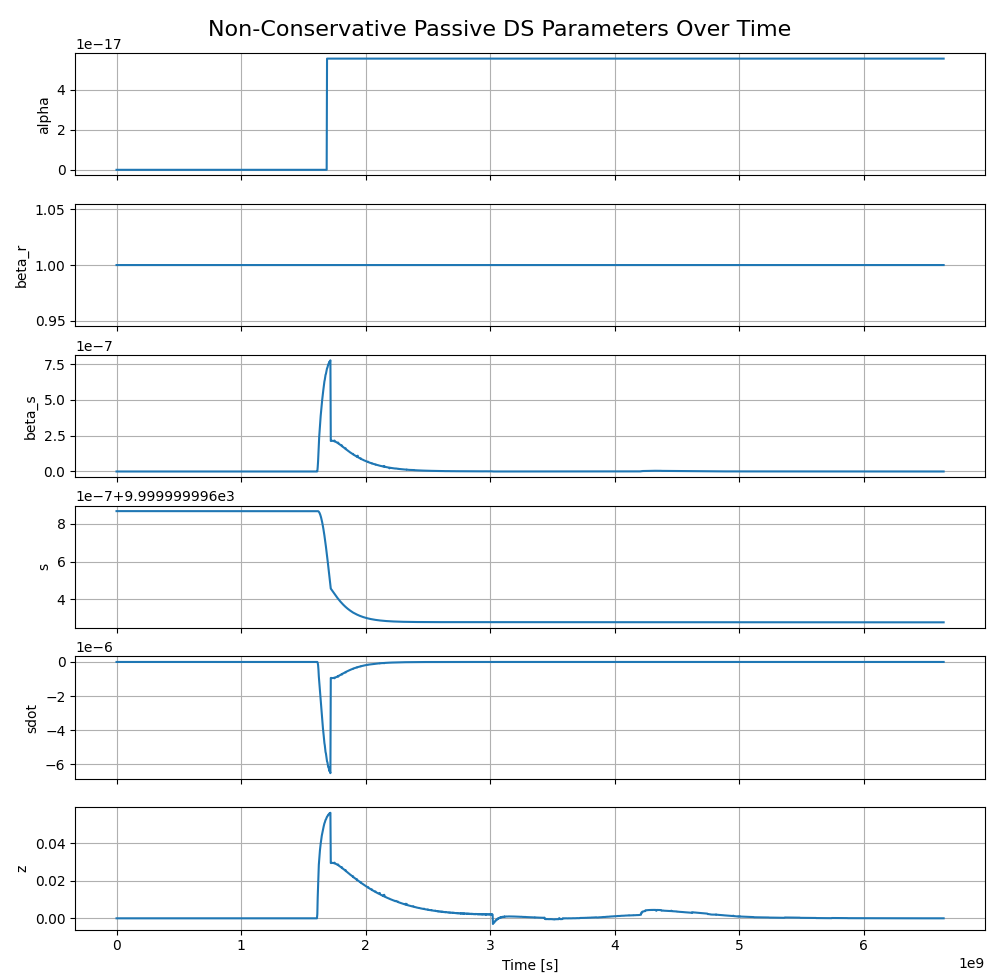 Non-Conservative Passive DS Parameters Over Time
1e−17
alpha
4
2
0
beta_r
1.05
1.00
0.95
1e−7
beta_s
7.5
5.0
2.5
0.0
1e−7+9.999999996e3
s
8
6
4
1e−6
sdot
0
−2
−4
−6
z
0.04
0.02
0.00
0 1 2 3 4 5 6
Time [s] 1e9